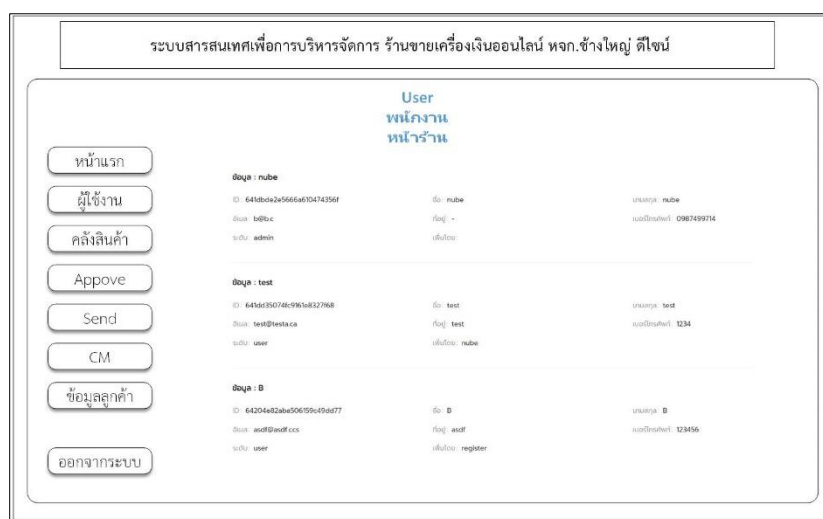 ระบบสารสนเทศเพื่อการบริหารจัดการ ร้านขายเครื่องเงินออนไลน์ หจก.ช้างใหญ่ ดีไซน์
User
พนักงาน
หน้าร้าน
หน้าแรก
ผู้ใช้งาน
คลังสินค้า
Appove
Send
CM
ข้อมูลลูกค้า
ออกจากระบบ
ข้อมูล : nube
ID: 641dbde2e5666a610474356f ชื่อ: nube นามสกุล: nube
อีเมล: b@b.c ที่อยู่: - เบอร์โทรศัพท์: 0987499714
ระดับ: admin เพิ่มโดย:
ข้อมูล : test
ID: 641dd35074fc9161e8327f68 ชื่อ: test นามสกุล: test
อีเมล: test@testa.ca ที่อยู่: test เบอร์โทรศัพท์: 1234
ระดับ: user เพิ่มโดย: nube
ข้อมูล : B
ID: 64204e82abe506159c49dd77 ชื่อ: B นามสกุล: B
อีเมล: asdf@asdf.ccs ที่อยู่: asdf เบอร์โทรศัพท์: 123456
ระดับ: user เพิ่มโดย: register